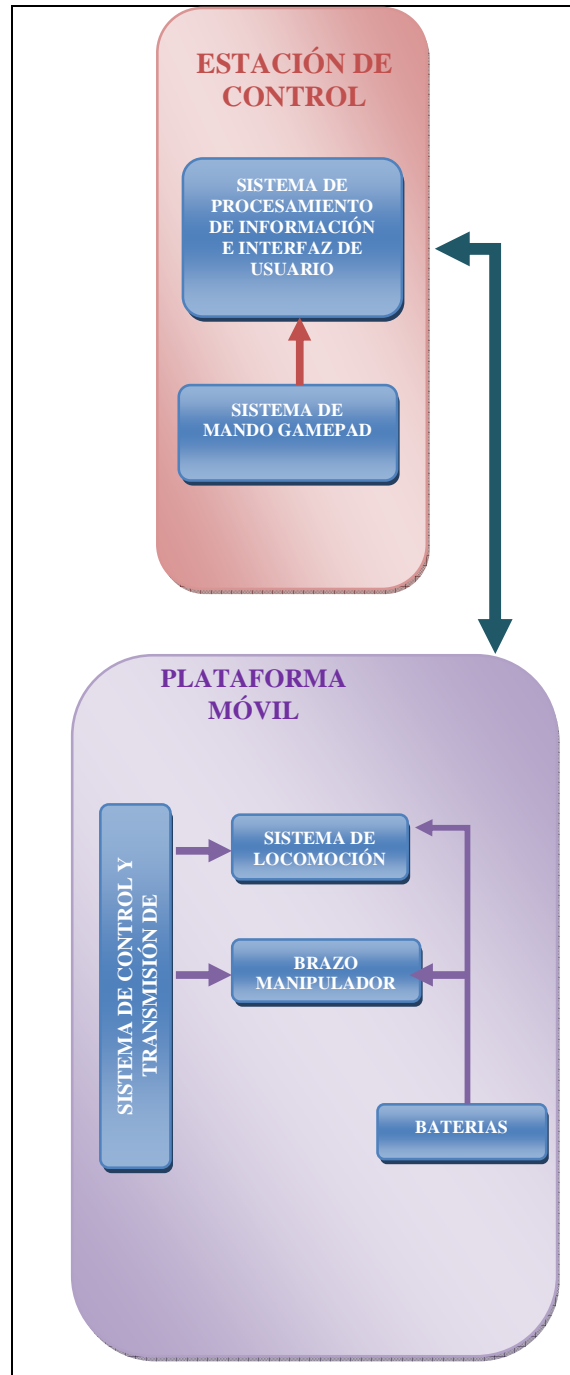 ESTACIÓN DE
CONTROL
SISTEMA DE
PROCESAMIENTO
DE INFORMACIÓN
E INTERFAZ DE
USUARIO
SISTEMA DE
MANDO GAMEPAD
PLATAFORMA
MÓVIL
SISTEMA DE CONTROL Y
TRANSMISIÓN DE
SISTEMA DE
LOCOMOCIÓN
BRAZO
MANIPULADOR
BATERIAS